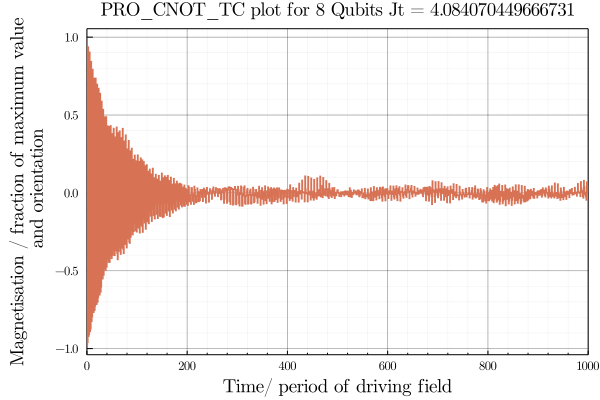 PRO_CNOT_TC plot for 8 Qubits Jt = 4.084070449666731
Magnetisation / fraction of maximum value
and orientation
1.0
0.5
0.0
−0.5
−1.0
0 200 400 600 800 1000
Time/ period of driving field